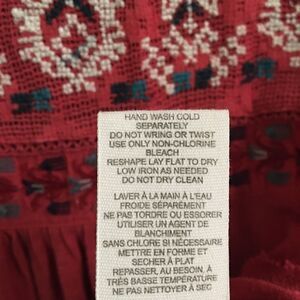 HAND WASH COLD
SEPARATELY
DO NOT WRING OR TWIST
USE ONLY NON-CHLORINE
BLEACH
RESHAPE LAY FLAT TO DRY
LOW IRON AS NEEDED
DO NOT DRY CLEAN
LAVER À LA MAIN À L'EAU
FROIDE SÉPARÉMENT
NE PAS TORDRE OU ESSORER
UTILISER UN AGENT DE
BLANCHIMENT
SANS CHLORE SI NÉCESSAIRE
METTRE EN FORME ET
SECHER À PLAT
REPASSER, AU BESOIN, À
TRÈS BASSE TEMPÉRATURE
NE PAS NETTOYER À SEC